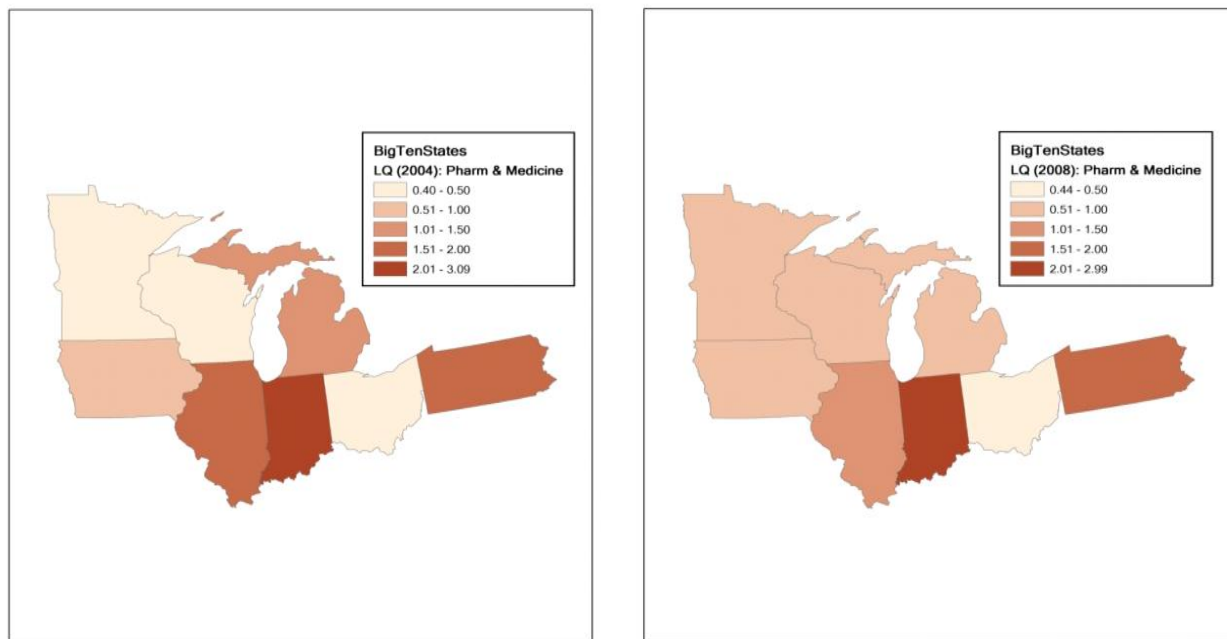 BigTenStates
LQ (2004): Pharm & Medicine
0.40 - 0.50
0.51 - 1.00
1.01 - 1.50
1.51 - 2.00
2.01 - 3.09
BigTenStates
LQ (2008): Pharm & Medicine
0.44 - 0.50
0.51 - 1.00
1.01 - 1.50
1.51 - 2.00
2.01 - 2.99